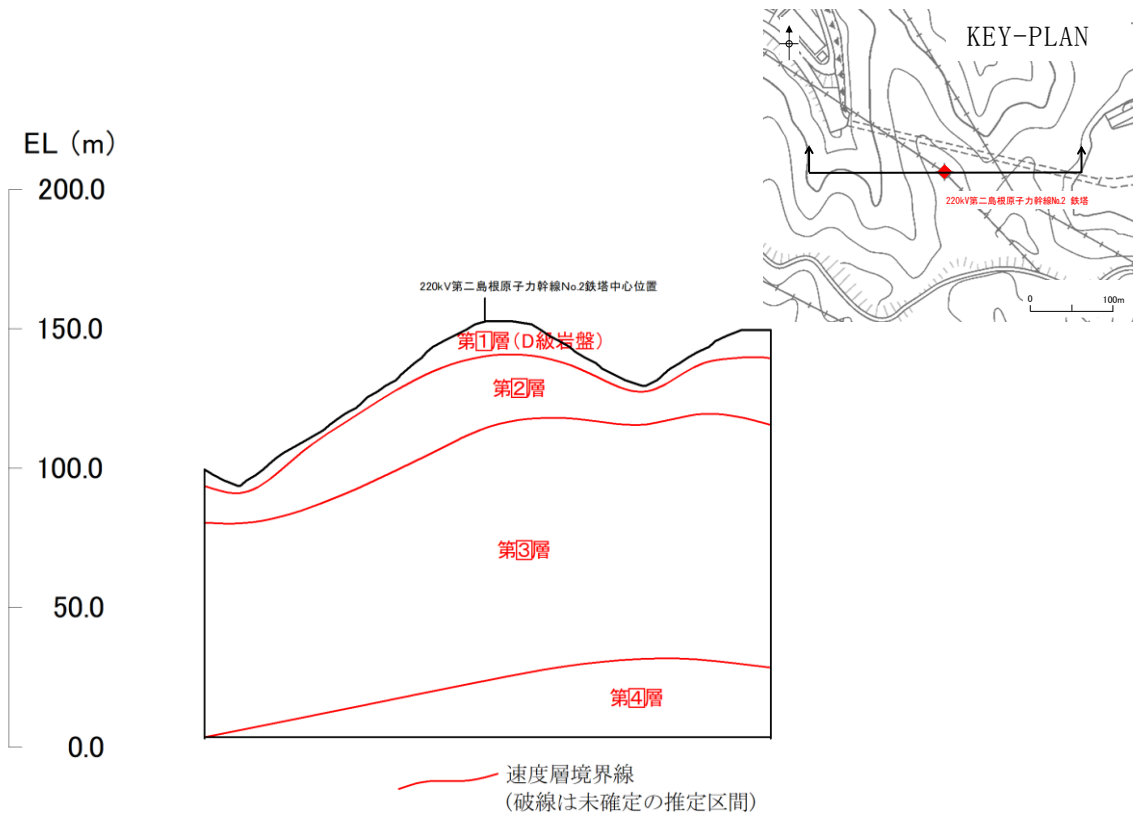 KEY-PLAN
220kV第二島根原子力幹線No.2 鉄塔
0 100m
EL (m)
200.0
150.0
100.0
50.0
0.0
220kV第二島根原子力幹線No.2鉄塔中心位置
第1層(D級岩盤)
第2層
第3層
第4層
速度層境界線
(破線は未確定の推定区間)